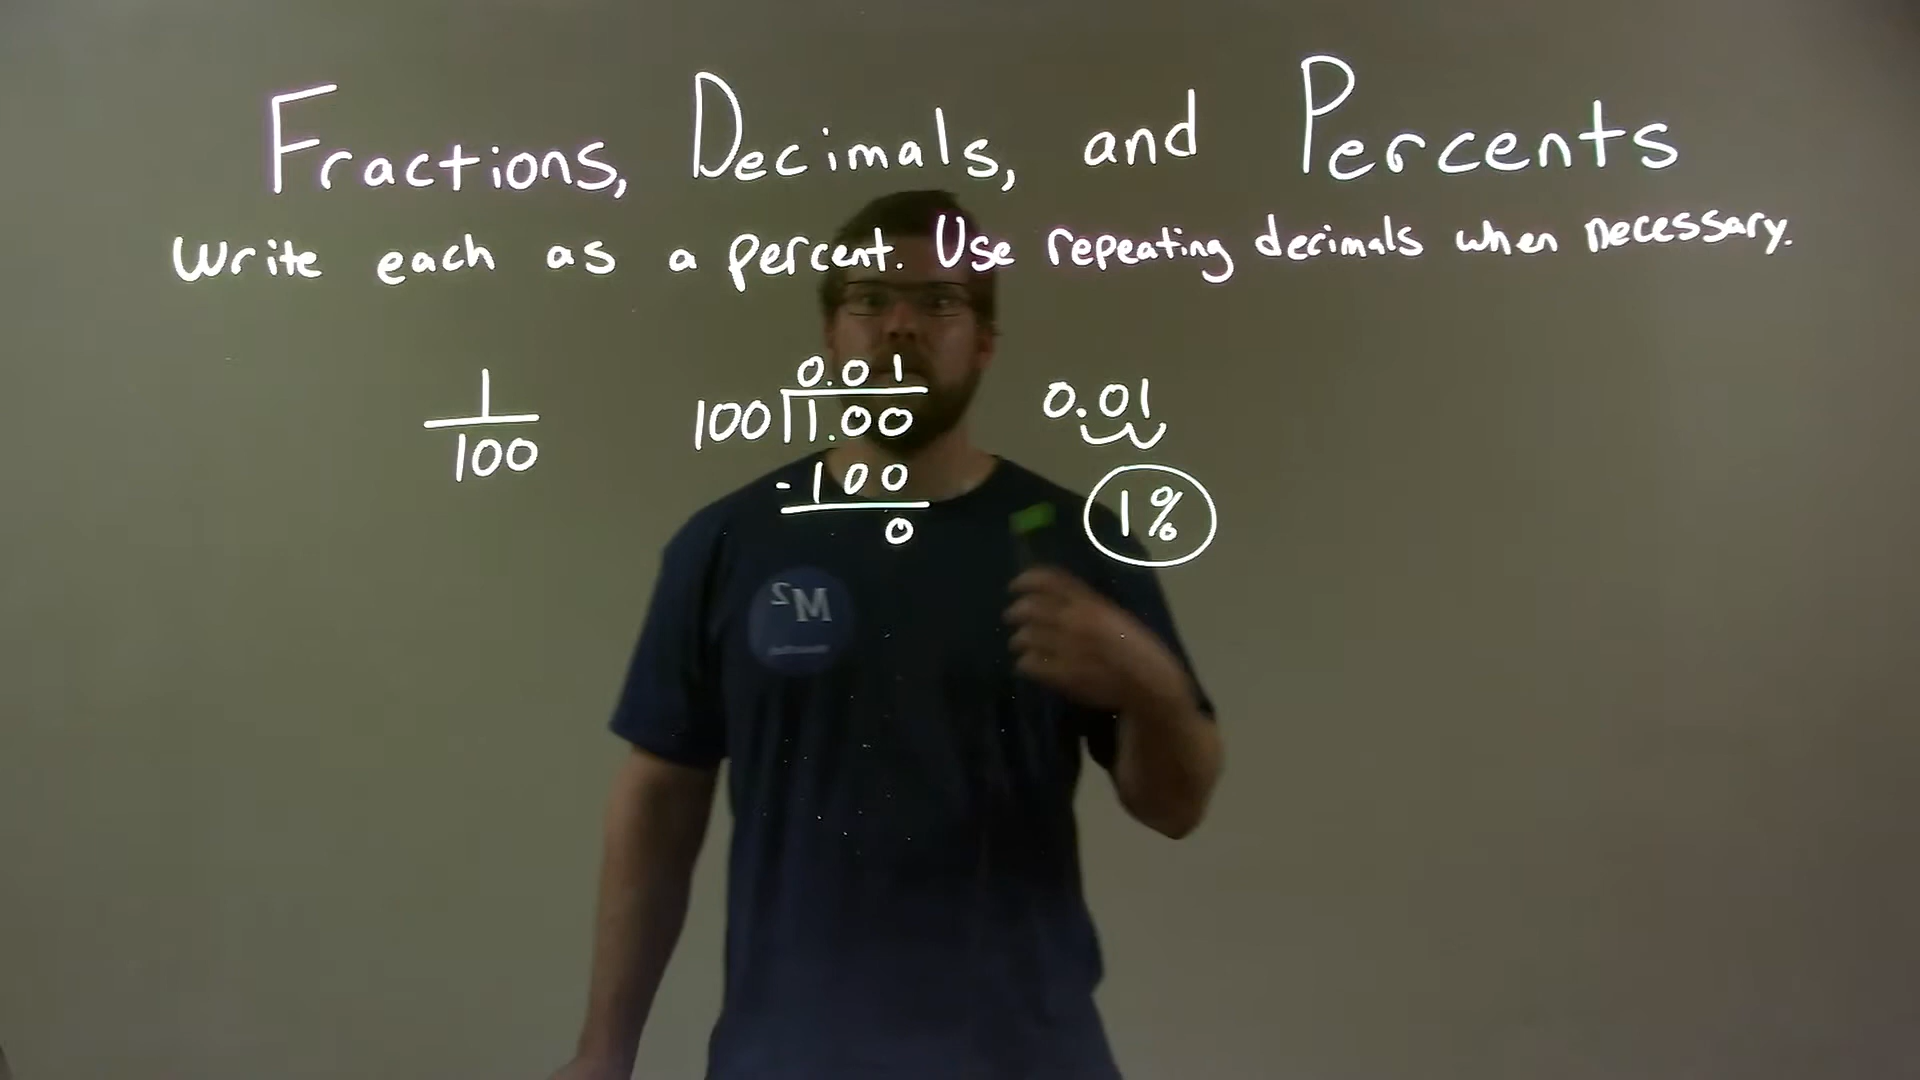 Fractions, Decimals, and Percents
Write each as a percent. Use repeating decimals when necessary.
1
100
0.01
100 1.00
- 100
0
0.01
1%
M2